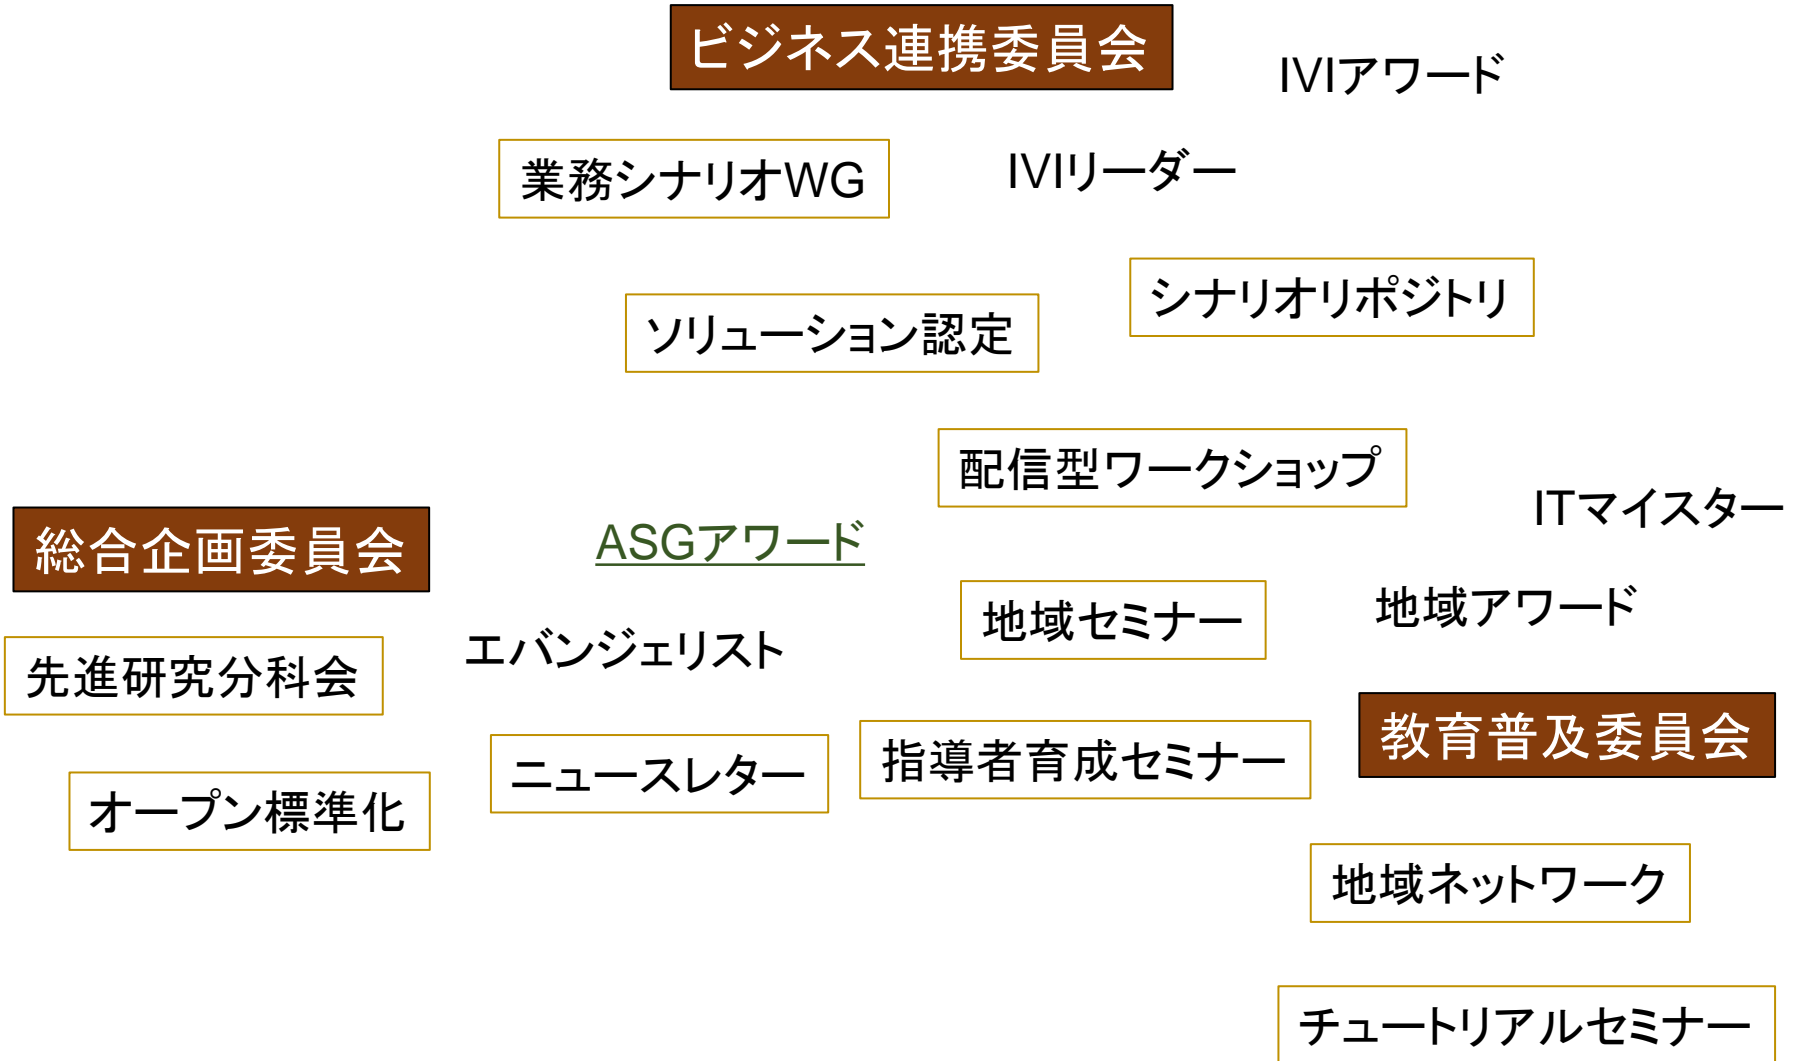 ビジネス連携委員会
IVIアワード
業務シナリオWG
IVIリーダー
シナリオリポジトリ
ソリューション認定
配信型ワークショップ
ITマイスター
総合企画委員会
ASGアワード
地域セミナー
地域アワード
先進研究分科会
エバンジェリスト
教育普及委員会
ニュースレター
指導者育成セミナー
オープン標準化
地域ネットワーク
チュートリアルセミナー